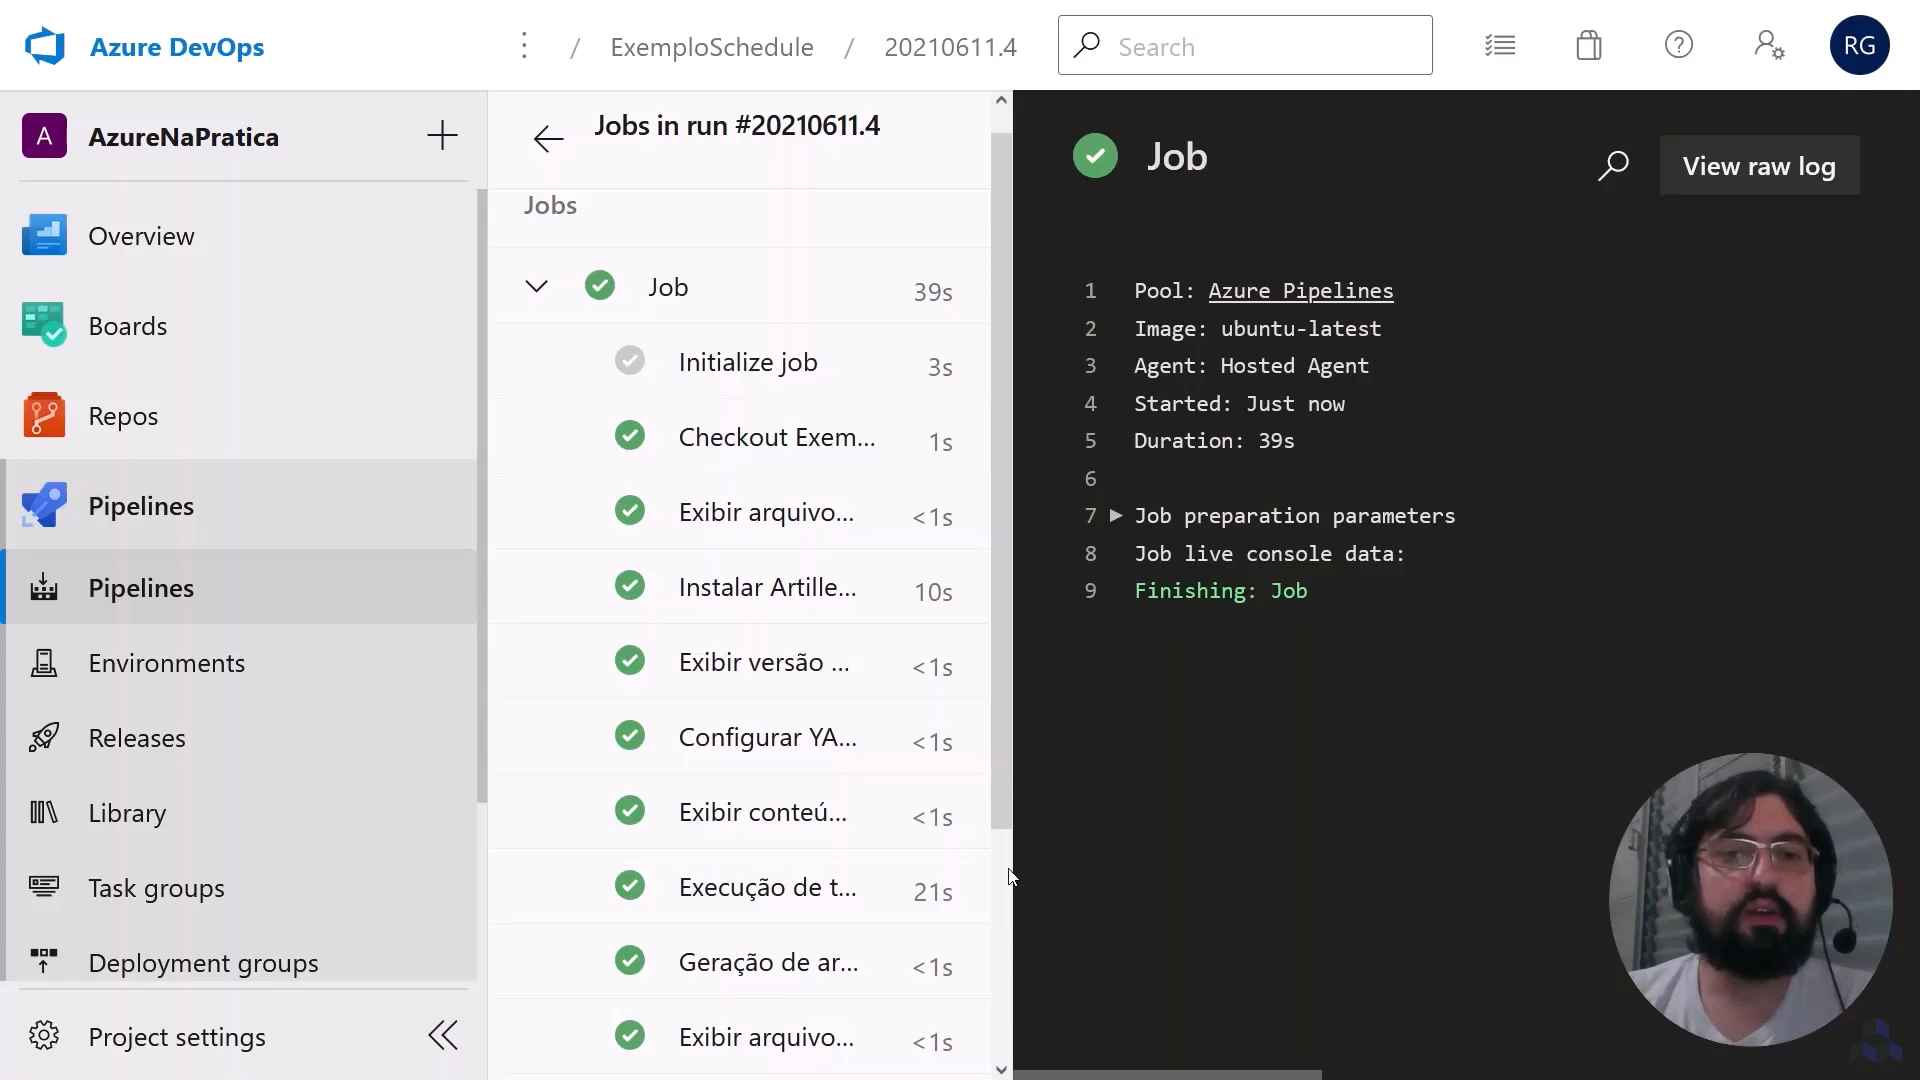 Azure DevOps
/ ExemploSchedule / 20210611.4
Search
RG
A AzureNaPratica
Overview
Boards
Repos
Pipelines
Pipelines
Environments
Releases
Library
Task groups
Deployment groups
Project settings
Jobs in run #20210611.4
Jobs
Job 39s
Initialize job 3s
Checkout Exem... 1s
Exibir arquivo... <1s
Instalar Artille... 10s
Exibir versão ... <1s
Configurar YA... <1s
Exibir conteú... <1s
Execução de t... 21s
Geração de ar... <1s
Exibir arquivo... <1s
Job
View raw log
1 Pool: Azure Pipelines
2 Image: ubuntu-latest
3 Agent: Hosted Agent
4 Started: Just now
5 Duration: 39s
6
7 Job preparation parameters
8 Job live console data:
9 Finishing: Job